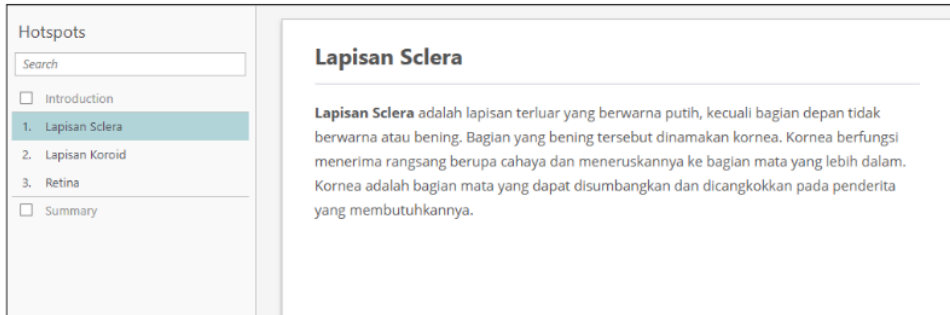 Hotspots
Search
Introduction
1. Lapisan Sclera
2. Lapisan Koroid
3. Retina
Summary
Lapisan Sclera
Lapisan Sclera adalah lapisan terluar yang berwarna putih, kecuali bagian depan tidak
berwarna atau bening. Bagian yang bening tersebut dinamakan kornea. Kornea berfungsi
menerima rangsang berupa cahaya dan meneruskannya ke bagian mata yang lebih dalam.
Kornea adalah bagian mata yang dapat disumbangkan dan dicangkokkan pada penderita
yang membutuhkannya.